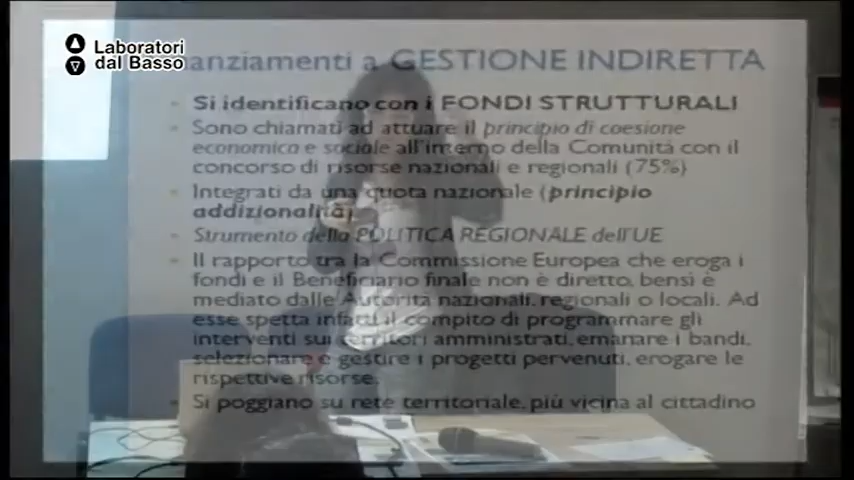 Laboratori
dal Basso
nanziamenti a GESTIONE INDIRETTA
Si identificano con i FONDI STRUTTURALI
Sono chiamati ad attuare il principio di coesione
economica e sociale all'interno della Comunità con il
concorso di risorse nazionali e regionali (75%)
Integrati da una quota nazionale (principio
addizionalità)
Strumento della POLITICA REGIONALE dell'UE
Il rapporto tra la Commissione Europea che eroga i
fondi e il Beneficiario finale non è diretto, bensì è
mediato dalle Autorità nazionali, regionali o locali. Ad
esse spetta infatti il compito di programmare gli
interventi sui territori amministrati, emanare i bandi,
selezionare e gestire i progetti pervenuti, erogare le
rispettive risorse.
Si poggiano su rete territoriale, più vicina al cittadino